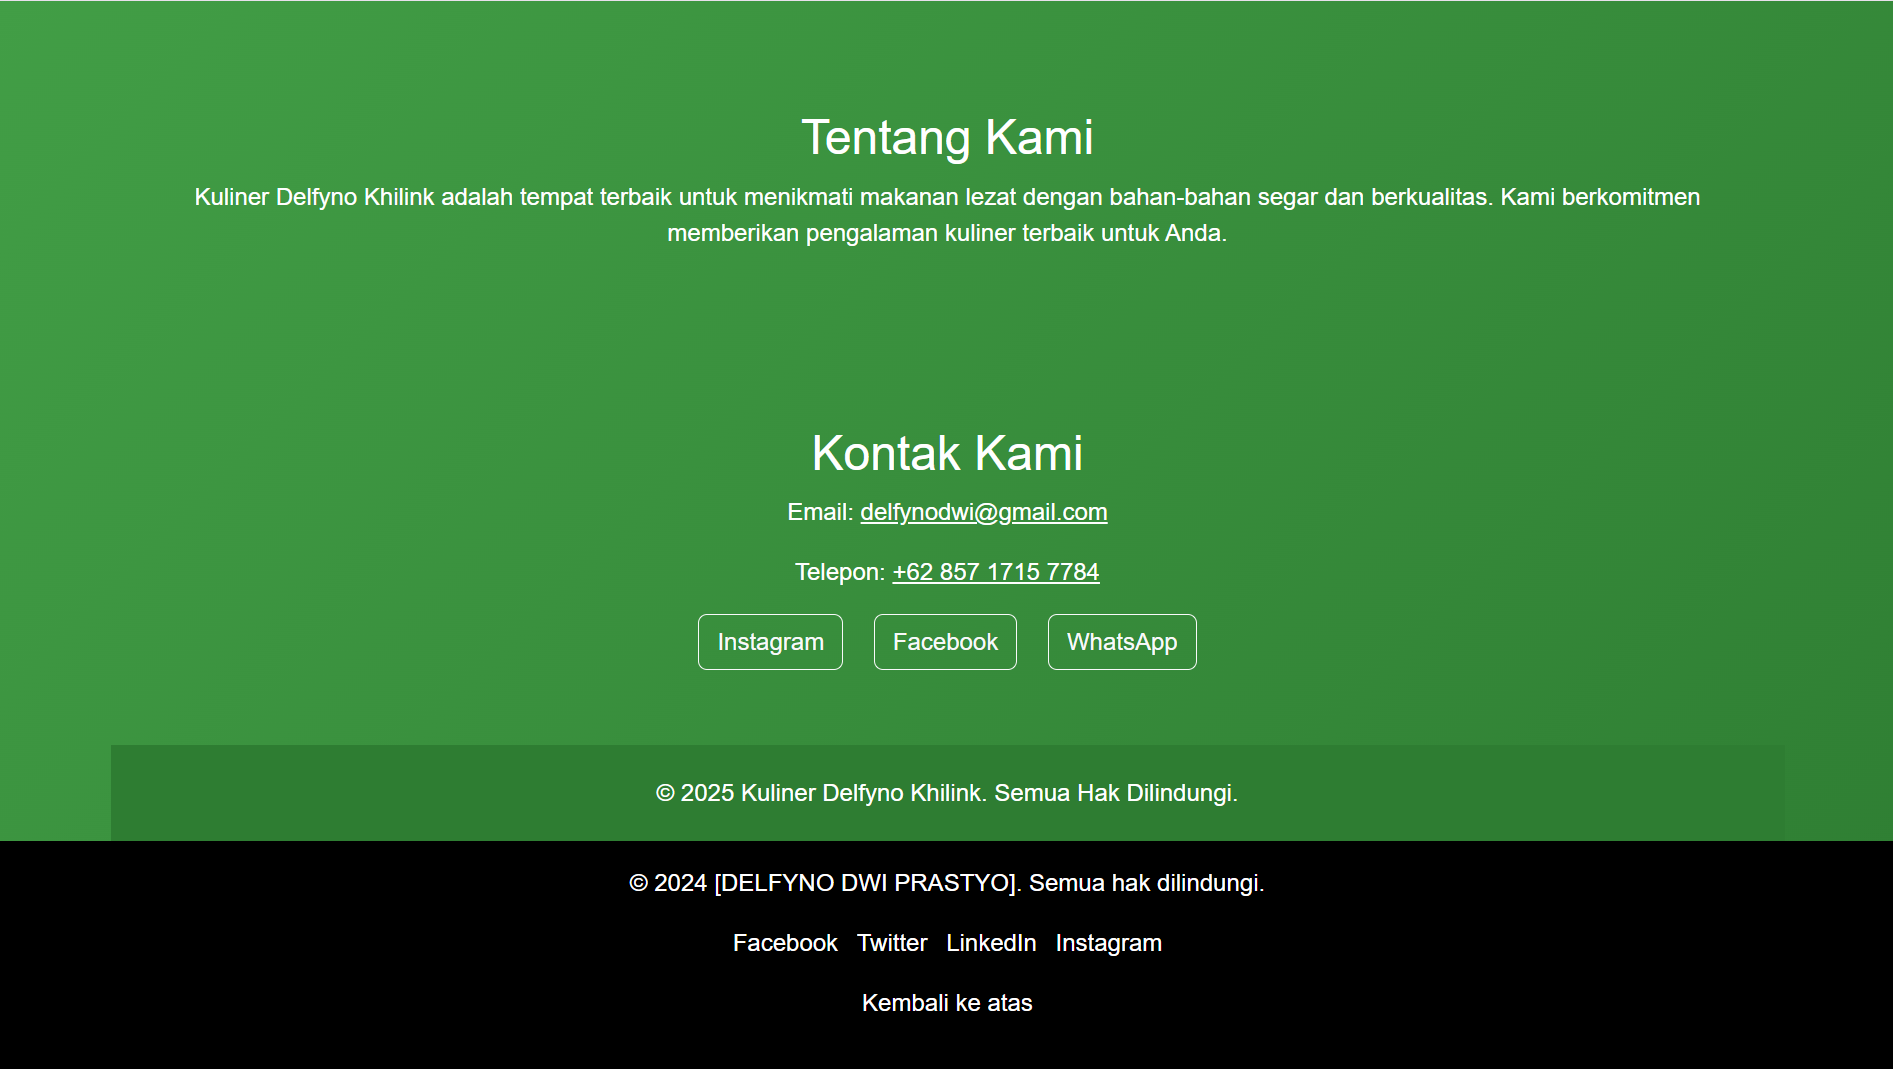 Tentang Kami
Kuliner Delfyno Khilink adalah tempat terbaik untuk menikmati makanan lezat dengan bahan-bahan segar dan berkualitas. Kami berkomitmen
memberikan pengalaman kuliner terbaik untuk Anda.
Kontak Kami
Email: delfynodwi@gmail.com
Telepon: +62 857 1715 7784
Instagram Facebook WhatsApp
© 2025 Kuliner Delfyno Khilink. Semua Hak Dilindungi.
© 2024 [DELFYNO DWI PRASTYO]. Semua hak dilindungi.
Facebook Twitter LinkedIn Instagram
Kembali ke atas